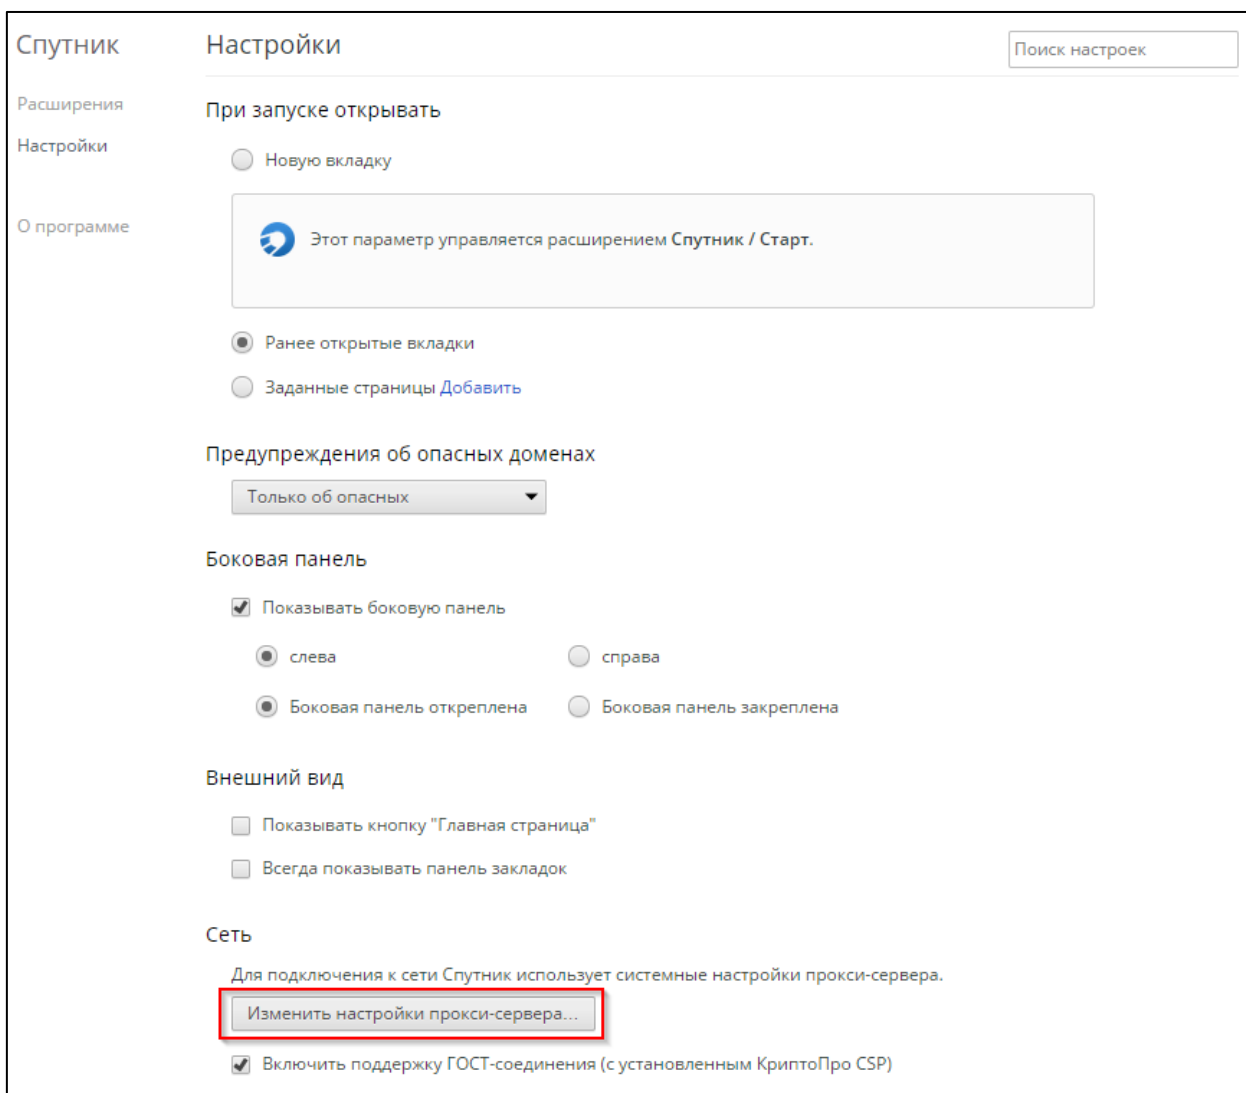 Спутник
Настройки
Поиск настроек
Расширения
Настройки
О программе
При запуске открывать
Новую вкладку
Этот параметр управляется расширением Спутник / Старт.
Ранее открытые вкладки
Заданные страницы Добавить
Предупреждения об опасных доменах
Только об опасных
Боковая панель
Показывать боковую панель
слева
справа
Боковая панель откреплена
Боковая панель закреплена
Внешний вид
Показывать кнопку "Главная страница"
Всегда показывать панель закладок
Сеть
Для подключения к сети Спутник использует системные настройки прокси-сервера.
Изменить настройки прокси-сервера...
Включить поддержку ГОСТ-соединения (с установленным КриптоПро CSP)